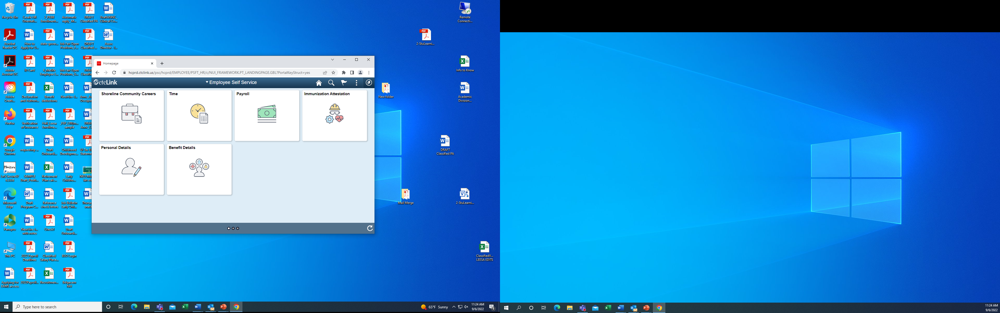 Recycle Bin
Casale HR
Orientati...
2_PEBB
Enrollment...
Automatic
reply_ M...
DRAFT
Classified PA
DraftANNC_
Clinical Co...
Remote
Connecti...
Acrobat
Reader DC
How to
Apply for U...
state-gover...
Job Fair Open
Positions_F...
DRAFT
Classified ...
Assoc
Director - I...
2-StuLearni...
Adobe
Acrobat DC
ID Card
4_Metlife
Employee E...
Job Fair Open
Positions_G...
Info to Know
Adobe
Creati...
Declaration
and Authori...
Benefit
deductions
NewHire-J...
New folder
Academic
Division...
Firefox
Verification
of Insurance
Hall_Leesa
Enrollme...
_FEP_LTR(m...
sample
Google
Chrome
requesting-...
Draft
Onboardi...
Childhood
Developme...
DRAFT
Classified PA
LnS Secure92
6.3.0.6
SAMPLE
Draft_Positi...
Retirement
Plan calc...
Early
Childho...
Microsoft
Edge
Draft
Program C...
Reference
check letters
Job Bulletin
Early Chil...
Mail Merge
2-StuLearni...
Panopto
NewHire-J...
with notes
Check1
Draft
Onboardi...
This PC
2022 Payroll
Deadlines
Classified
Salary Place...
BSO Login
ClassifiedV...
LEESA EDITS
Applying for
EAMS access
2022Payroll...
Recruitmen...
Belgacem
NH
Homepage
hcprd.ctclink.us/psc/hcprd/EMPLOYEE/PSFT_HR/c/NUI_FRAMEWORK.PT_LANDINGPAGE.GBL?PortalKeyStruct=yes
ctcLink
Employee Self Service
Shoreline Community Careers
Time
Payroll
Immunization Attestation
Personal Details
Benefit Details
Type here to search
65°F Sunny
11:24 AM
9/6/2022
6
11:24 AM
9/6/2022